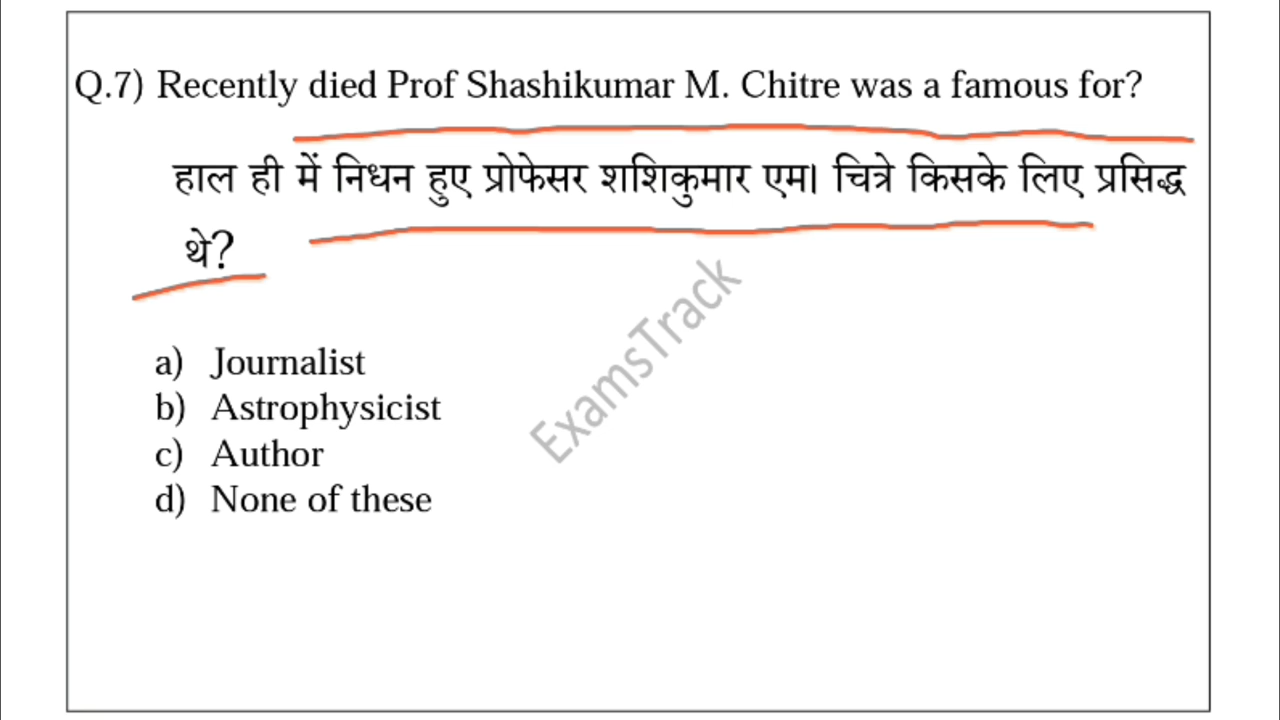 Q.7) Recently died Prof Shashikumar M. Chitre was a famous for?
हाल ही में निधन हुए प्रोफेसर शशिकुमार एम। चित्रे किसके लिए प्रसिद्ध
थे?
ExamsTrack
a) Journalist
b) Astrophysicist
c) Author
d) None of these